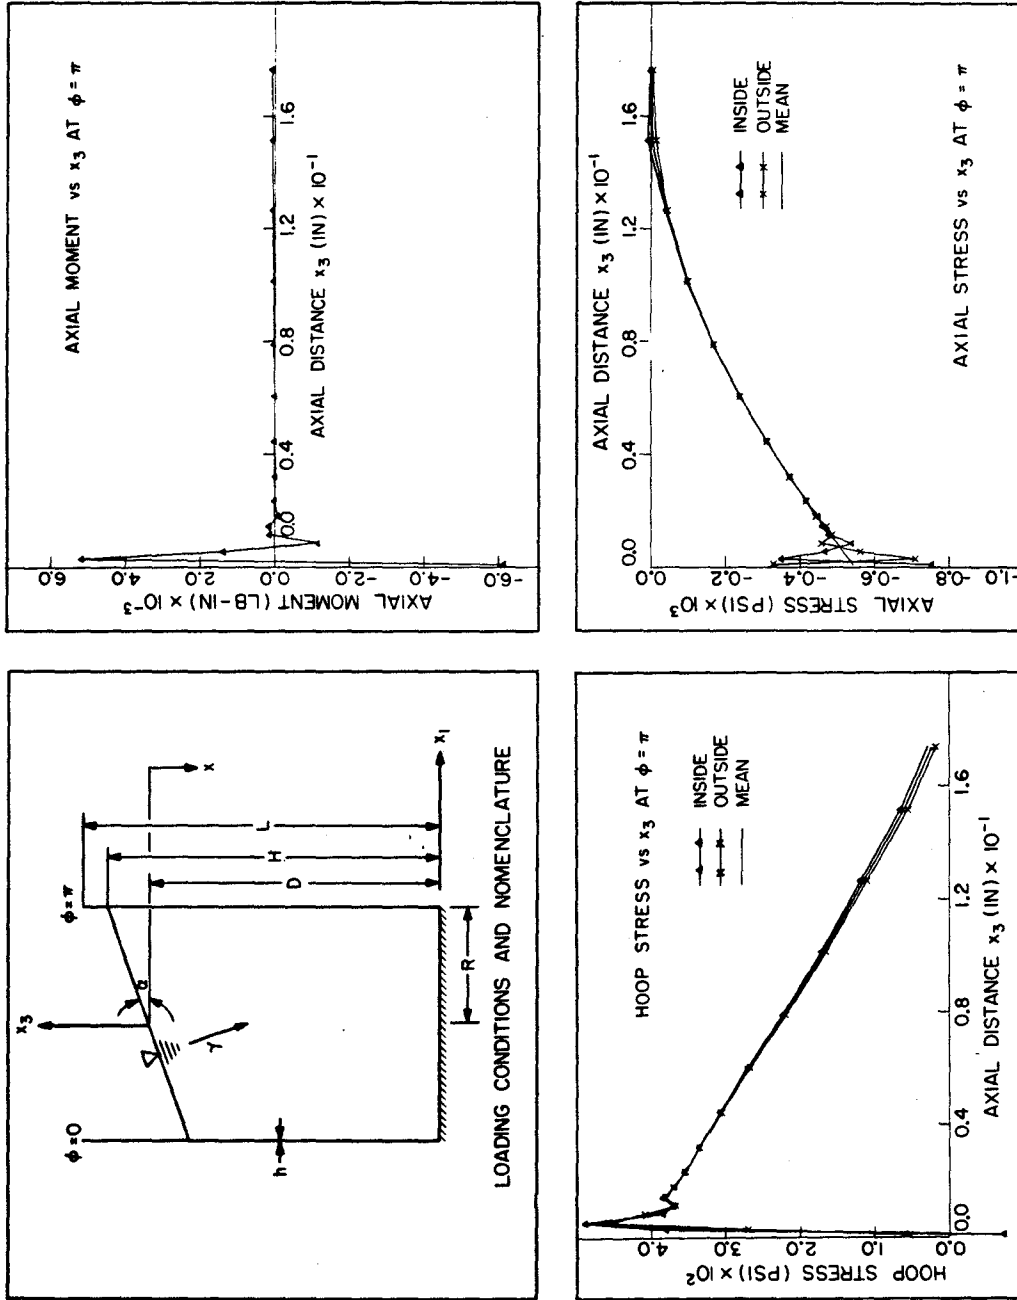 φ=0
φ=π
x₃
α
γ
x
L
H
D
R
h
x₁
LOADING CONDITIONS AND NOMENCLATURE
AXIAL MOMENT vs x₃ AT φ=π
AXIAL MOMENT (LB-IN)×10⁻³
6.0
4.0
2.0
0.0
-2.0
-4.0
-6.0
0.0
0.4
0.8
1.2
1.6
AXIAL DISTANCE x₃ (IN)×10⁻¹
HOOP STRESS vs x₃ AT φ=π
INSIDE
OUTSIDE
MEAN
HOOP STRESS (PSI)×10²
4.0
3.0
2.0
1.0
0.0
0.0
0.4
0.8
1.2
1.6
AXIAL DISTANCE x₃ (IN)×10⁻¹
AXIAL DISTANCE x₃ (IN)×10⁻¹
0.0
0.4
0.8
1.2
1.6
0.0
-0.2
-0.4
-0.6
-0.8
-1.0
AXIAL STRESS (PSI)×10³
INSIDE
OUTSIDE
MEAN
AXIAL STRESS vs x₃ AT φ=π